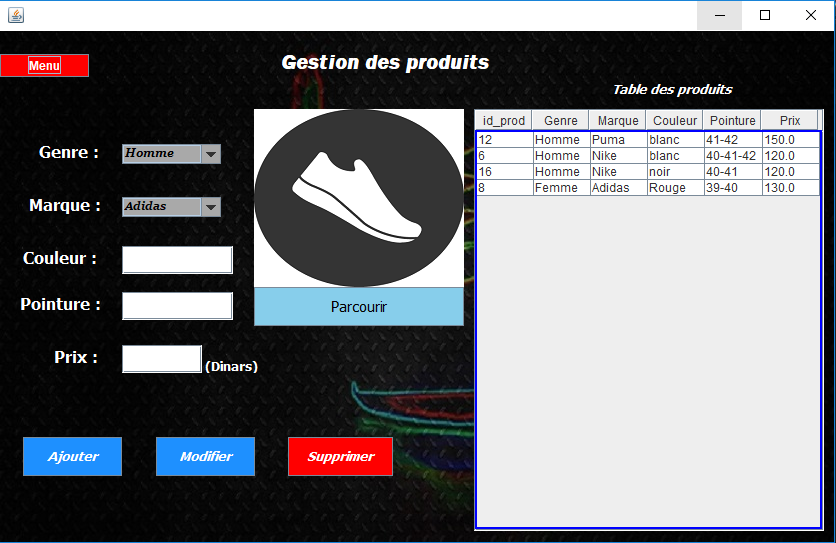 Menu
Gestion des produits
Table des produits
Genre : Homme
Marque : Adidas
Couleur :
Pointure :
Prix : (Dinars)
Parcourir
Ajouter Modifier Supprimer
id_prod Genre Marque Couleur Pointure Prix
12 Homme Puma blanc 41-42 150.0
6 Homme Nike blanc 40-41-42 120.0
16 Homme Nike noir 40-41 120.0
8 Femme Adidas Rouge 39-40 130.0